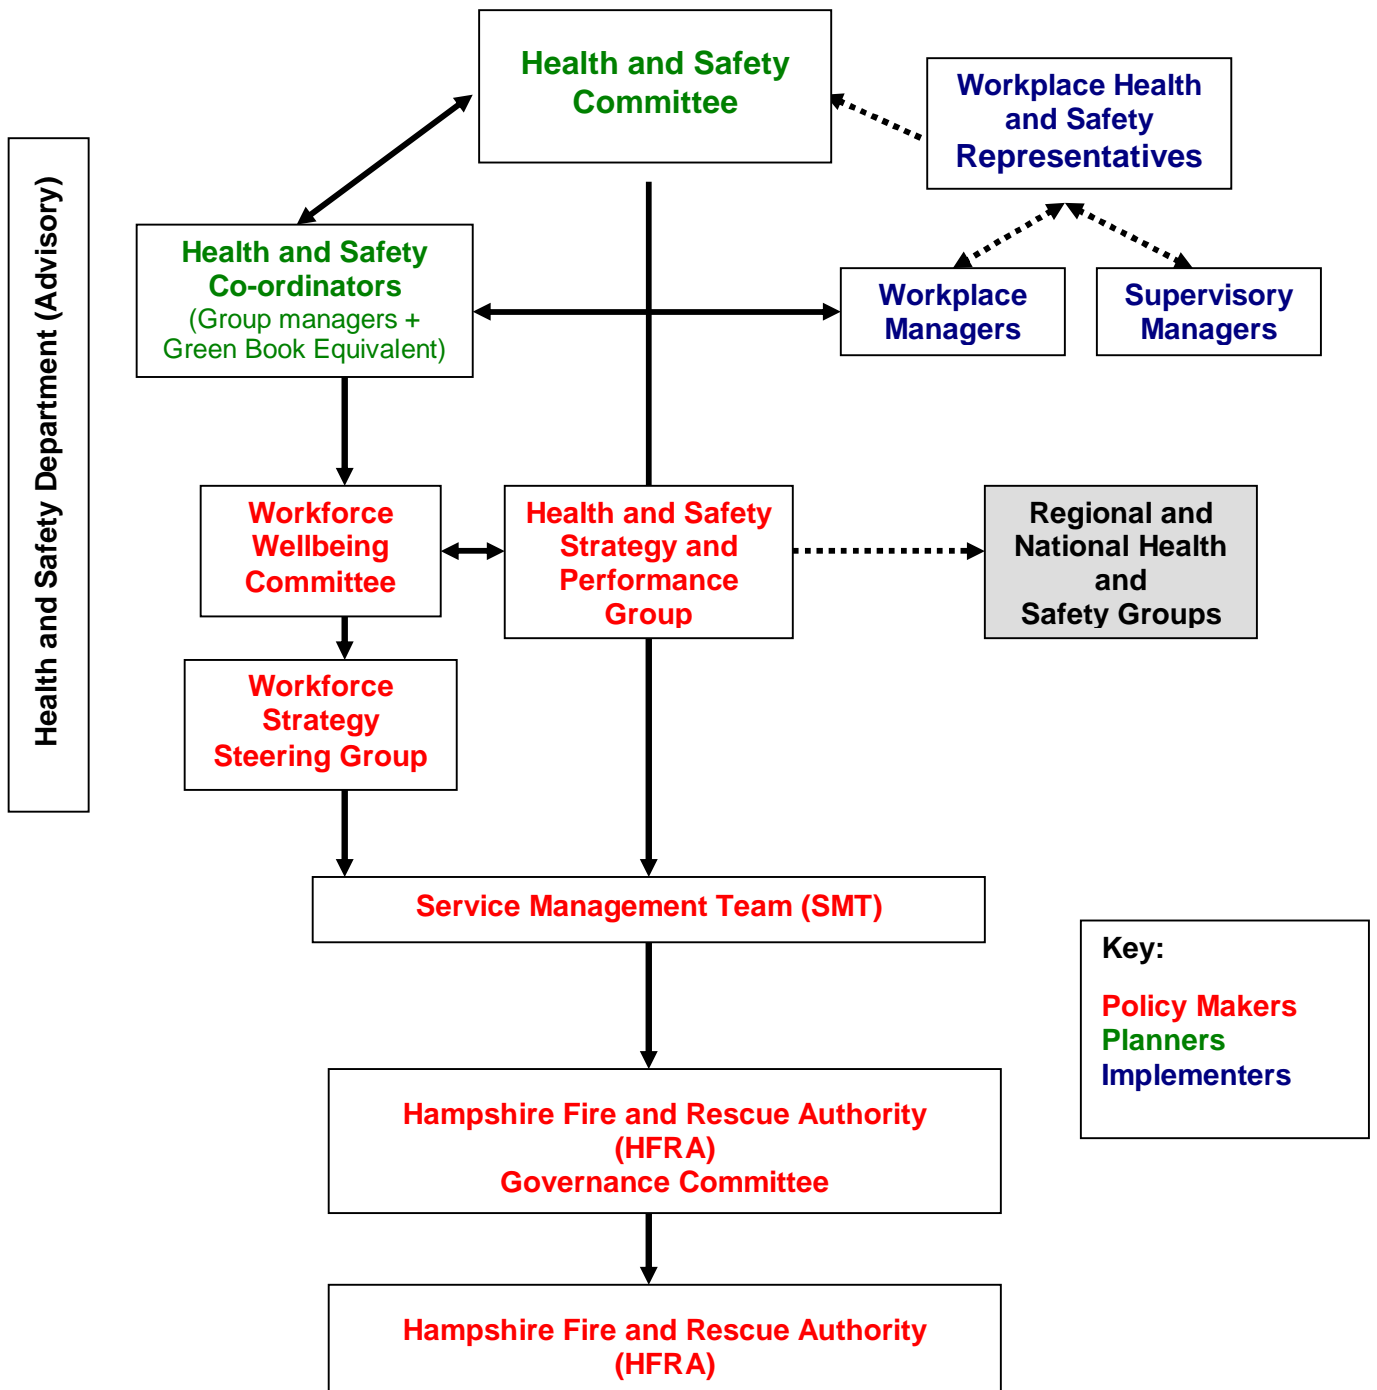 Health and Safety
Committee
Workplace Health
and Safety
Representatives
Health and Safety Department (Advisory)
Health and Safety
Co-ordinators
(Group managers +
Green Book Equivalent)
Workplace
Managers
Supervisory
Managers
Workforce
Wellbeing
Committee
Health and Safety
Strategy and
Performance
Group
Regional and
National Health
and
Safety Groups
Workforce
Strategy
Steering Group
Service Management Team (SMT)
Key:
Policy Makers
Planners
Implementers
Hampshire Fire and Rescue Authority
(HFRA)
Governance Committee
Hampshire Fire and Rescue Authority
(HFRA)